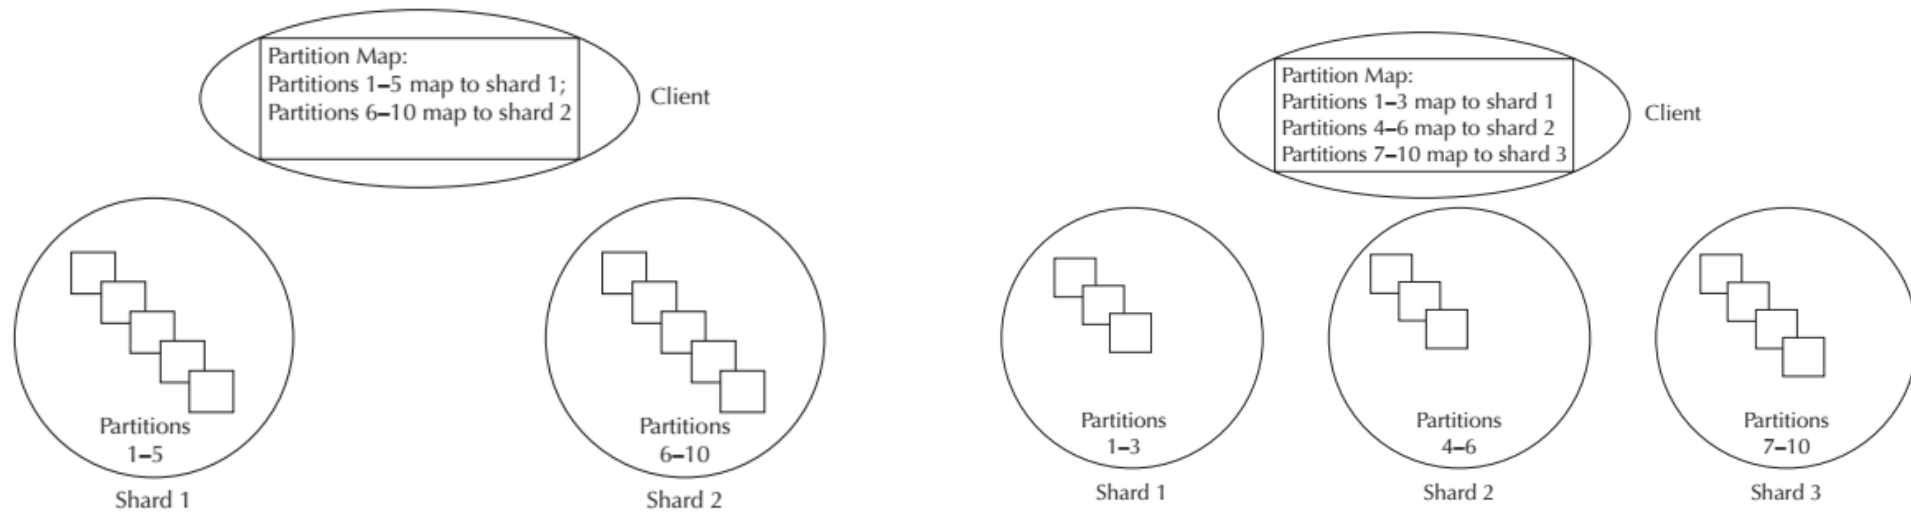 Partition Map:
Partitions 1–5 map to shard 1;
Partitions 6–10 map to shard 2
Client
Partitions
1–5
Shard 1
Partitions
6–10
Shard 2
Partition Map:
Partitions 1–3 map to shard 1
Partitions 4–6 map to shard 2
Partitions 7–10 map to shard 3
Client
Partitions
1–3
Shard 1
Partitions
4–6
Shard 2
Partitions
7–10
Shard 3